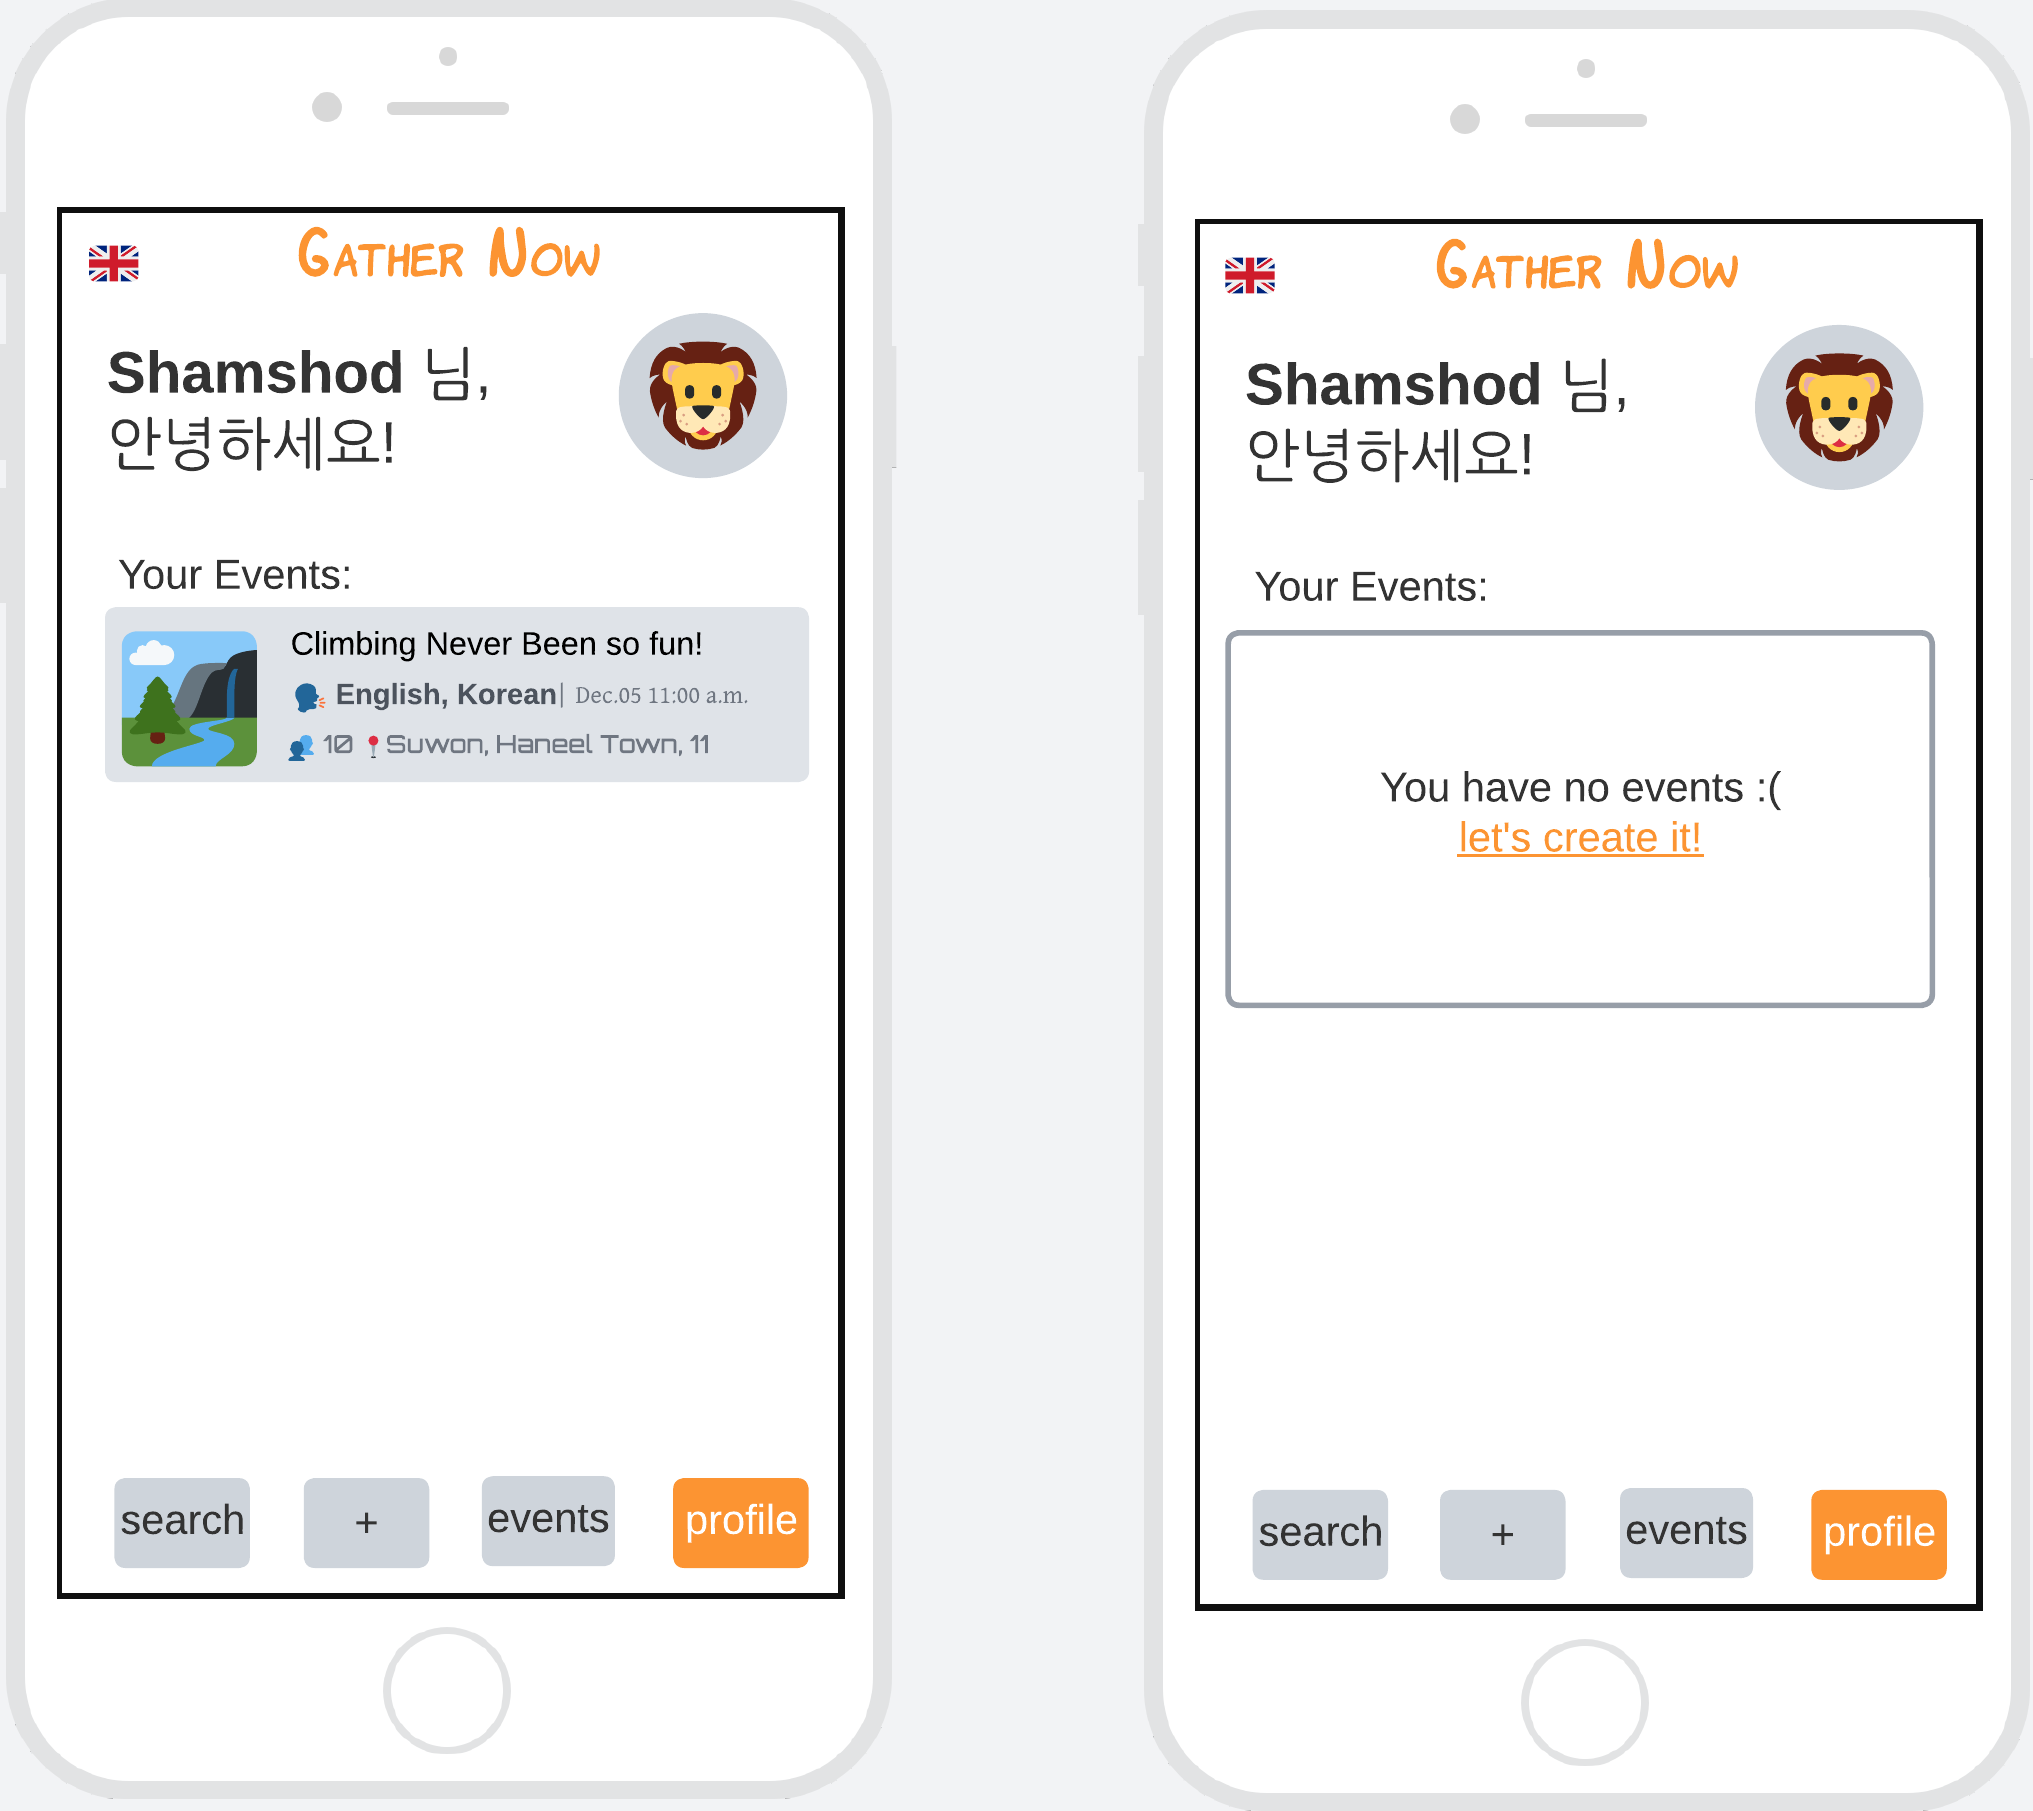 Gather Now
Shamshod 님,
안녕하세요!
Your Events:
Climbing Never Been so fun!
English, Korean| Dec.05 11:00 a.m.
10 Suwon, Haneel Town, 11
search + events profile
Gather Now
Shamshod 님,
안녕하세요!
Your Events:
You have no events :(
let's create it!
search + events profile